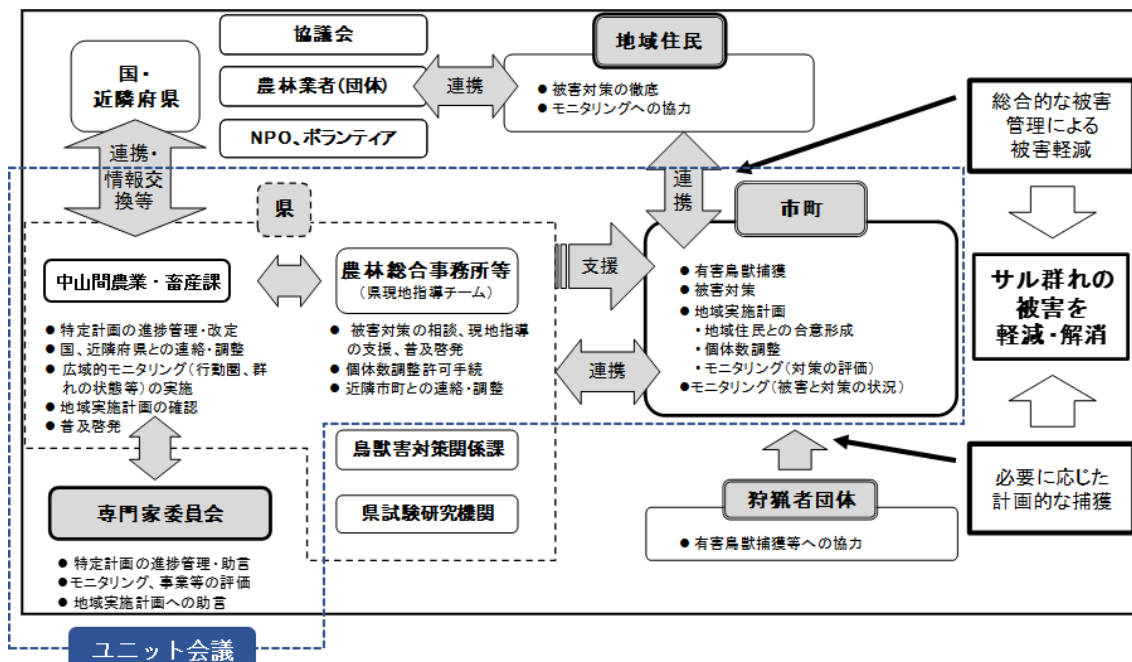 協議会
農林業者(団体)
NPO、ボランティア
国・
近隣府県
連携・
情報交
換等
連携
地域住民
● 被害対策の徹底
● モニタリングへの協力
連
携
総合的な被害
管理による
被害軽減
県
中山間農業・畜産課
● 特定計画の進捗管理・改定
● 国、近隣府県との連絡・調整
● 広域的モニタリング(行動圏、群
れの状態等)の実施
● 地域実施計画の確認
● 普及啓発
農林総合事務所等
(県現地指導チーム)
● 被害対策の相談、現地指導
の支援、普及啓発
● 個体数調整許可手続
● 近隣市町との連絡・調整
鳥獣害対策関係課
県試験研究機関
支援
連携
市町
● 有害鳥獣捕獲
● 被害対策
● 地域実施計画
・地域住民との合意形成
・個体数調整
・モニタリング(対策の評価)
●モニタリング(被害と対策の状況)
サル群れの
被害を
軽減・解消
専門家委員会
● 特定計画の進捗管理・助言
●モニタリング、事業等の評価
● 地域実施計画への助言
狩猟者団体
● 有害鳥獣捕獲等への協力
必要に応じた
計画的な捕獲
ユニット会議